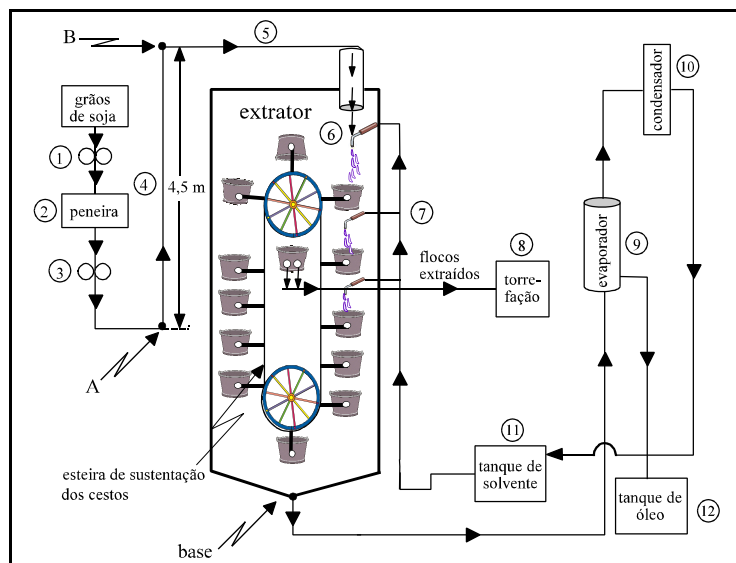 B
5
grãos
de soja
1
2
peneira
3
4
4,5 m
A
extrator
6
7
flocos
extraídos
8
torre-
fação
esteira de sustentação
dos cestos
base
condensador
10
evaporador
9
11
tanque de
solvente
tanque de
óleo
12